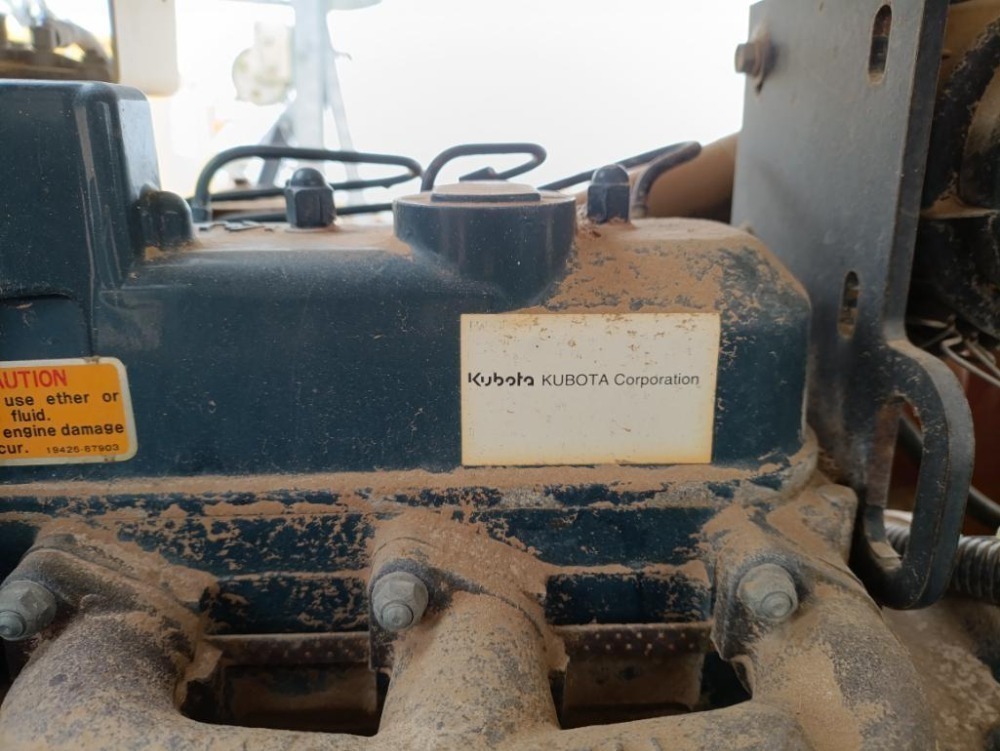 AUTION
use ether or
fluid.
engine damage
cur. 19426-87903
Kubota KUBOTA Corporation